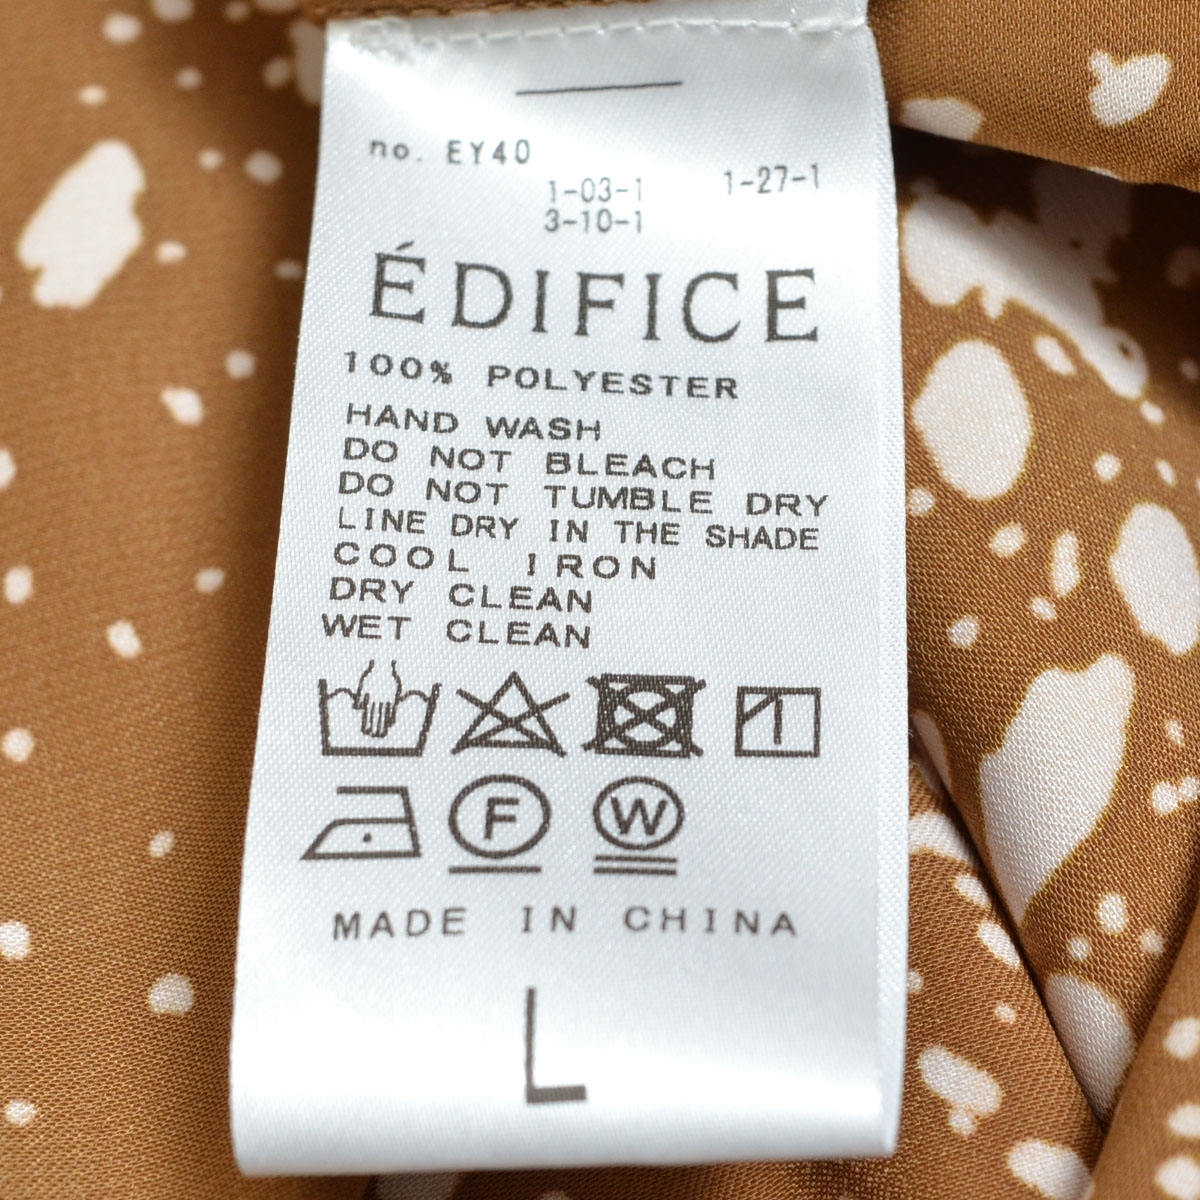 no. EY40
1-03-1 1-27-1
3-10-1
ÉDIFICE
100% POLYESTER
HAND WASH
DO NOT BLEACH
DO NOT TUMBLE DRY
LINE DRY IN THE SHADE
COOL IRON
DRY CLEAN
WET CLEAN
F W
MADE IN CHINA
L